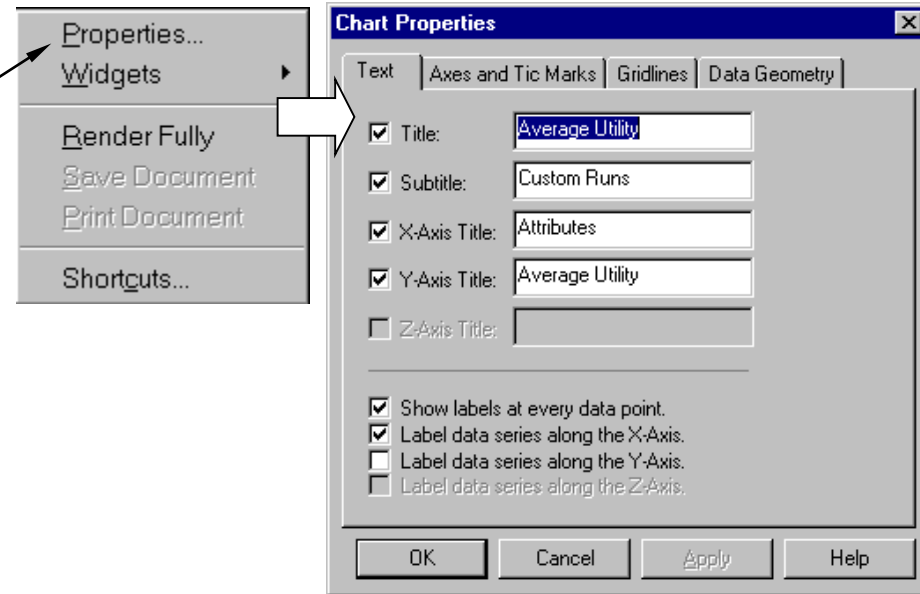 Properties...
Widgets
Render Fully
Save Document
Print Document
Shortcuts...
Chart Properties
Text Axes and Tic Marks Gridlines Data Geometry
Title: Average Utility
Subtitle: Custom Runs
X-Axis Title: Attributes
Y-Axis Title: Average Utility
Z-Axis Title:
Show labels at every data point.
Label data series along the X-Axis.
Label data series along the Y-Axis.
Label data series along the Z-Axis.
OK Cancel Apply Help